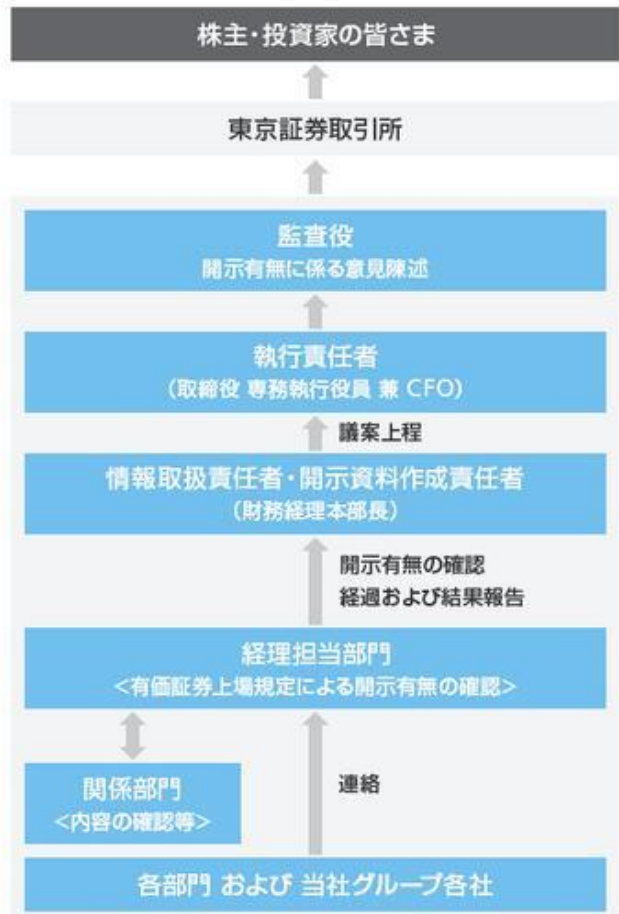 株主・投資家の皆さま
東京証券取引所
監査役
開示有無に係る意見陳述
執行責任者
(取締役 専務執行役員 兼 CFO)
議案上程
情報取扱責任者・開示資料作成責任者
(財務経理本部長)
開示有無の確認
経過および結果報告
経理担当部門
<有価証券上場規定による開示有無の確認>
関係部門
<内容の確認等>
連絡
各部門 および 当社グループ各社